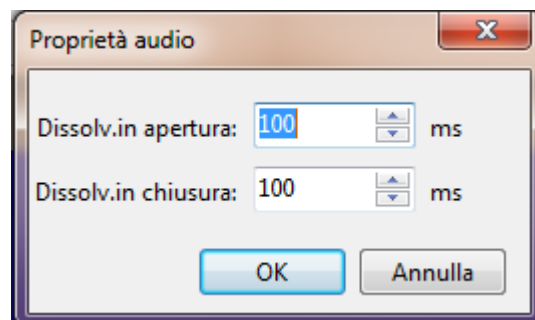 Proprietà audio
Dissolv.in apertura: 100 ms
Dissolv.in chiusura: 100 ms
OK Annulla